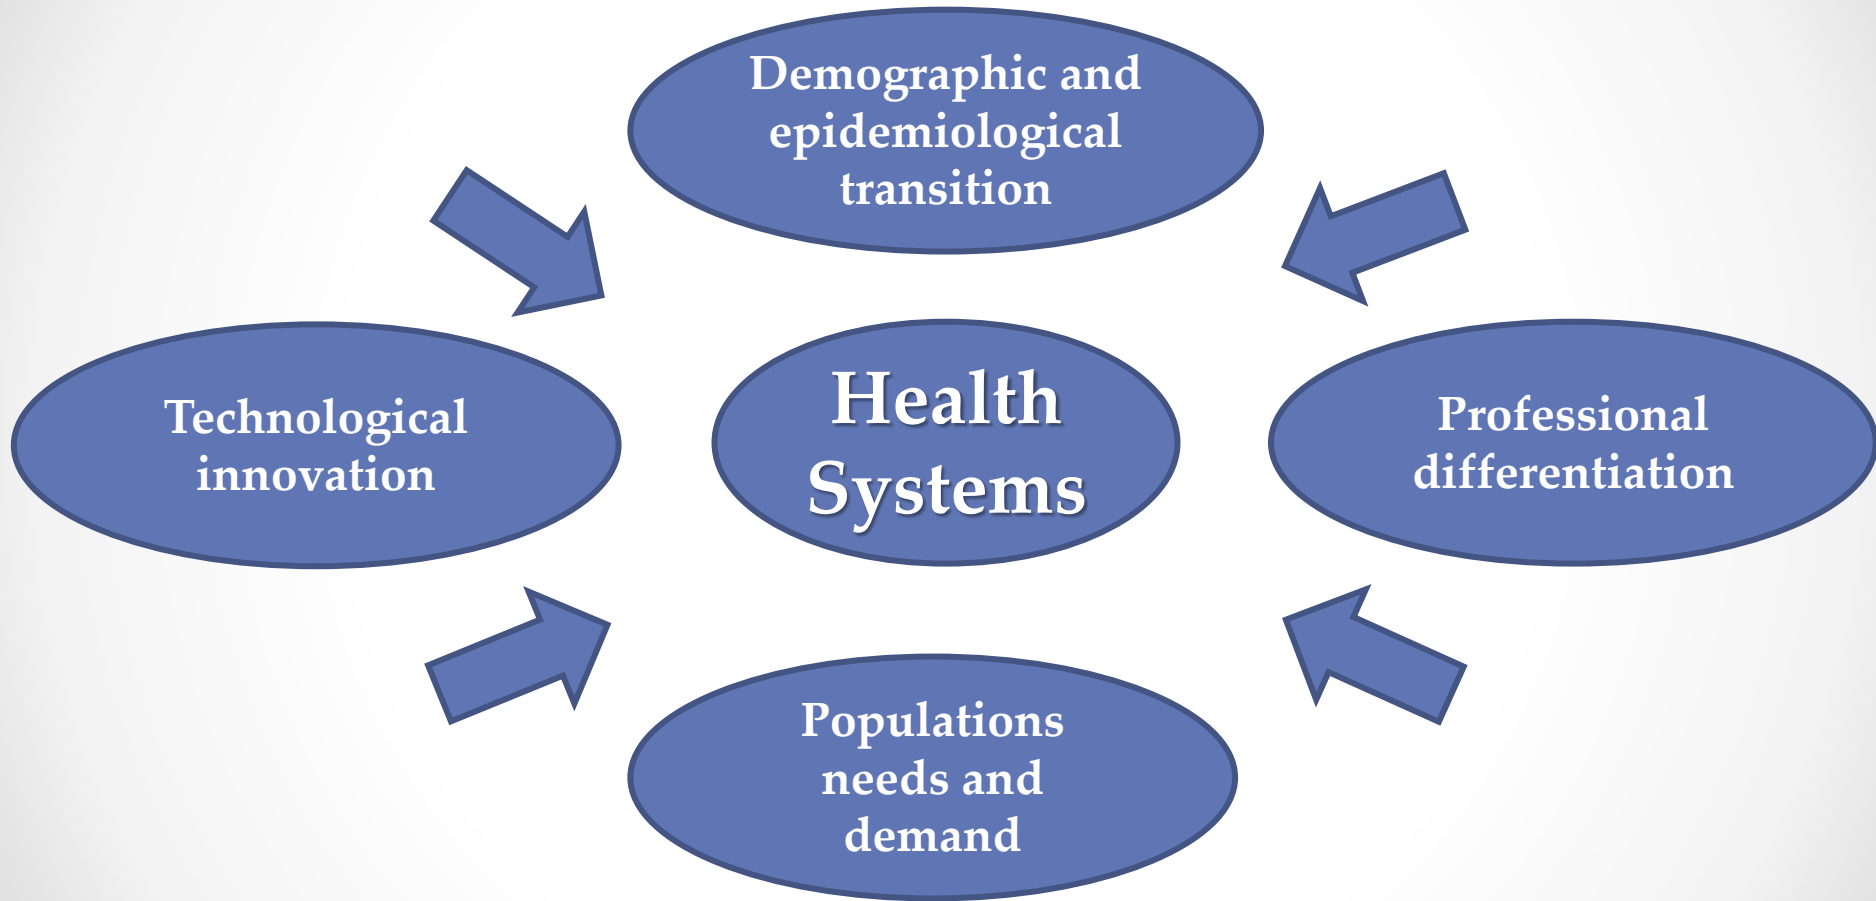 Demographic and
epidemiological
transition
Technological
innovation
Health
Systems
Professional
differentiation
Populations
needs and
demand